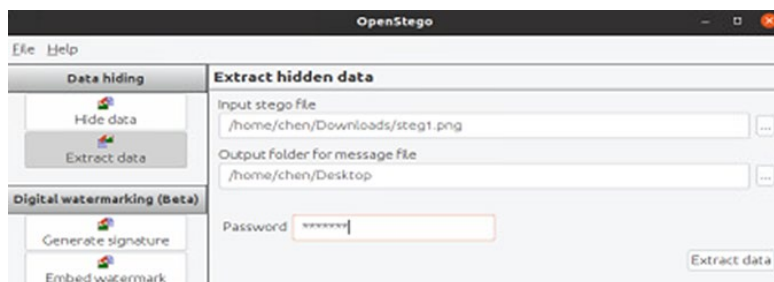 OpenStego
File Help
Data hiding
Hide data
Extract data
Digital watermarking (Beta)
Generate signature
Embed watermark
Extract hidden data
Input stego file
/home/chen/Downloads/steg1.png
...
Output folder for message file
/home/chen/Desktop
...
Password *******
Extract data